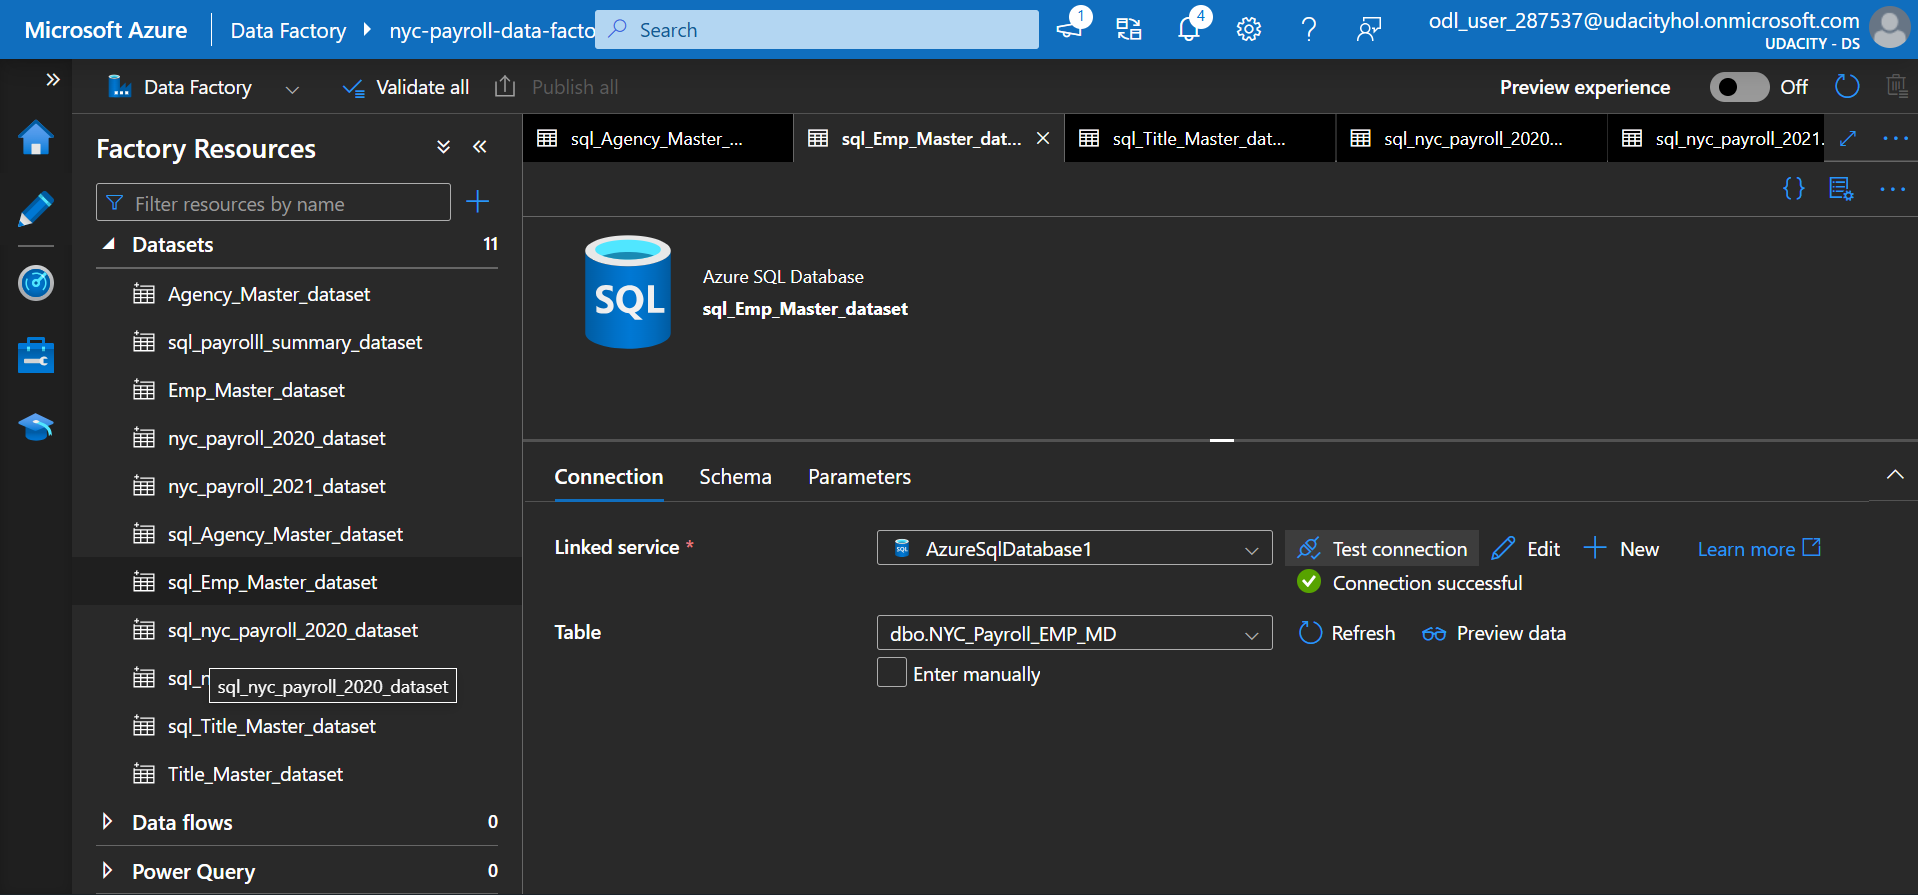 Microsoft Azure
Data Factory
nyc-payroll-data-facto
Search
1
4
odl_user_287537@udacityhol.onmicrosoft.com
UDACITY - DS
Data Factory
Validate all
Publish all
Preview experience
Off
Factory Resources
Filter resources by name
Datasets 11
Agency_Master_dataset
sql_payrolll_summary_dataset
Emp_Master_dataset
nyc_payroll_2020_dataset
nyc_payroll_2021_dataset
sql_Agency_Master_dataset
sql_Emp_Master_dataset
sql_nyc_payroll_2020_dataset
sql_n
sql_nyc_payroll_2020_dataset
sql_Title_Master_dataset
Title_Master_dataset
Data flows 0
Power Query 0
sql_Agency_Master_...
sql_Emp_Master_dat...
sql_Title_Master_dat...
sql_nyc_payroll_2020...
sql_nyc_payroll_2021.
{}
SQL
Azure SQL Database
sql_Emp_Master_dataset
Connection Schema Parameters
Linked service *
SQL
AzureSqlDatabase1
Test connection
Edit
New
Learn more
Connection successful
Table
dbo.NYC_Payroll_EMP_MD
Refresh
Preview data
Enter manually